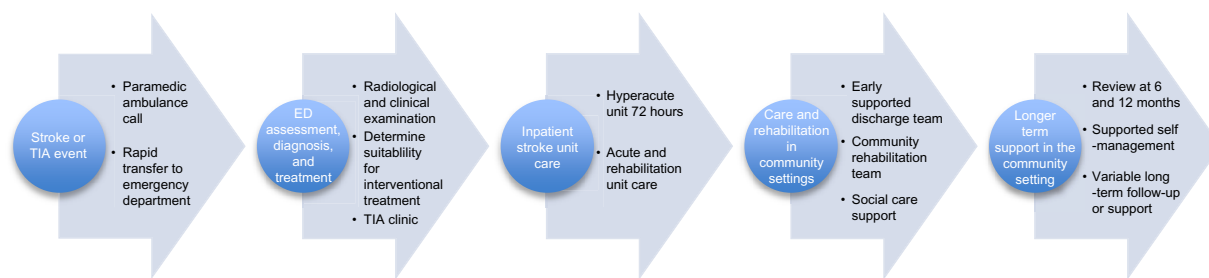 Stroke or
TIA event
• Paramedic
ambulance
call
• Rapid
transfer to
emergency
department
ED
assessment,
diagnosis,
and
treatment
• Radiological
and clinical
examination
• Determine
suitablility
for
interventional
treatment
• TIA clinic
Inpatient
stroke unit
care
• Hyperacute
unit 72 hours
• Acute and
rehabilitation
unit care
Care and
rehabilitation
in
community
settings
• Early
supported
discharge team
• Community
rehabilitation
team
• Social care
support
Longer
term
support in the
community
setting
• Review at 6
and 12 months
• Supported self
-management
• Variable long
-term follow-up
or support